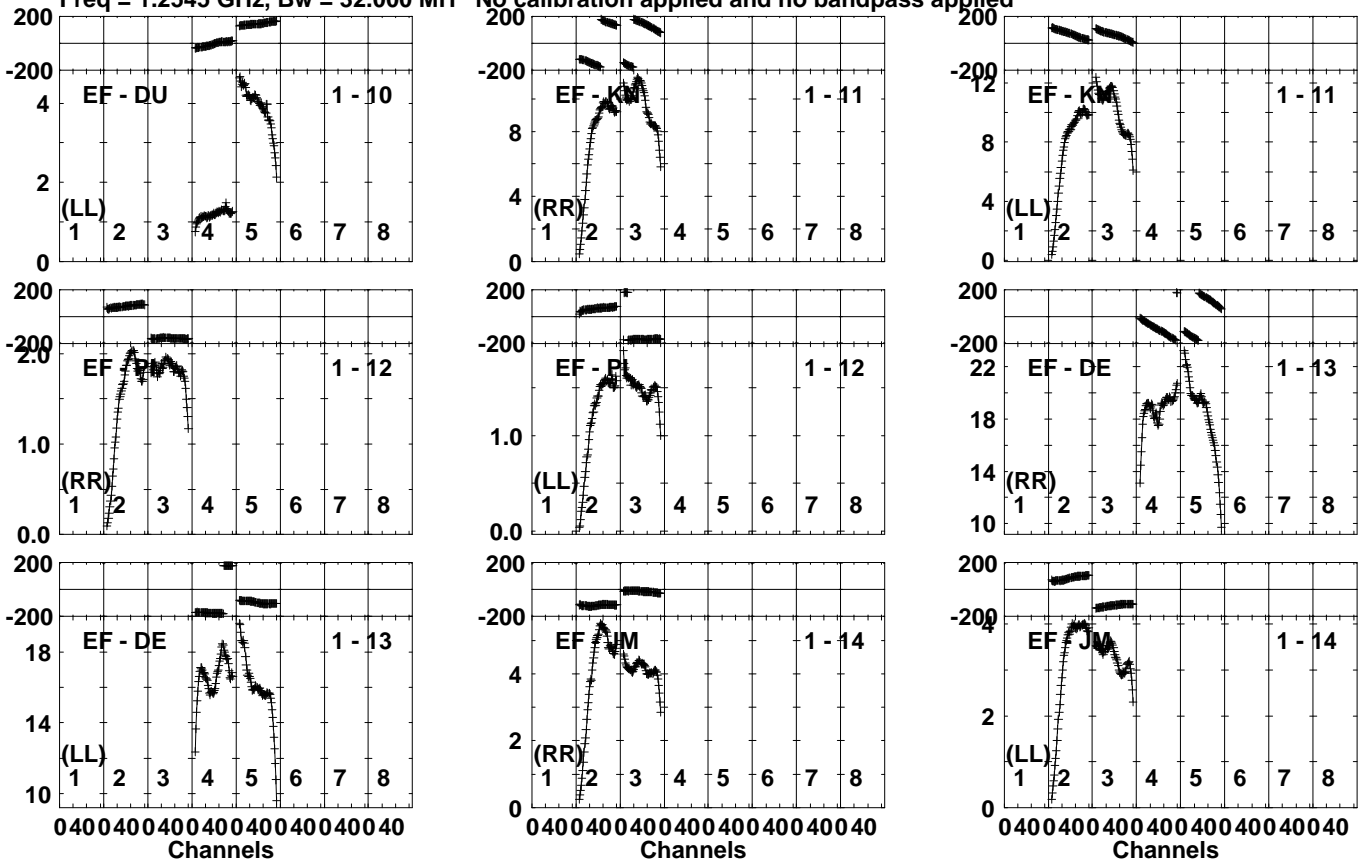 Freq = 1.2545 GHz, Bw = 32.000 MH No calibration applied and no bandpass applied
200 200 200
-200 -200 -200
EF - DU 1 - 10 EF - KM 1 - 11 EF - KM 1 - 11
12
4 8 8
2 4 4
(LL) (RR) (LL)
1 2 3 4 5 6 7 8 1 2 3 4 5 6 7 8 1 2 3 4 5 6 7 8
0 0 0
200 200 200
-200 -200 -200
2.0 22
EF - PI 1 - 12 EF - PI 1 - 12 EF - DE 1 - 13
18
1.0 1.0 14
(RR) (LL) (RR)
1 2 3 4 5 6 7 8 1 2 3 4 5 6 7 8 1 2 3 4 5 6 7 8
0.0 0.0 10
200 200 200
-200 -200 -200
4
EF - DE 1 - 13 EF - JM 1 - 14 EF - JM 1 - 14
18 4
14 2 2
(LL) (RR) (LL)
1 2 3 4 5 6 7 8 1 2 3 4 5 6 7 8 1 2 3 4 5 6 7 8
10 0 0
0 40 0 40 0 40 0 40 0 40 0 40 0 40 0 40 0 40 0 40 0 40 0 40 0 40 0 40 0 40 0 40 0 40 0 40 0 40 0 40 0 40 0 40 0 40 0 40
Channels Channels Channels